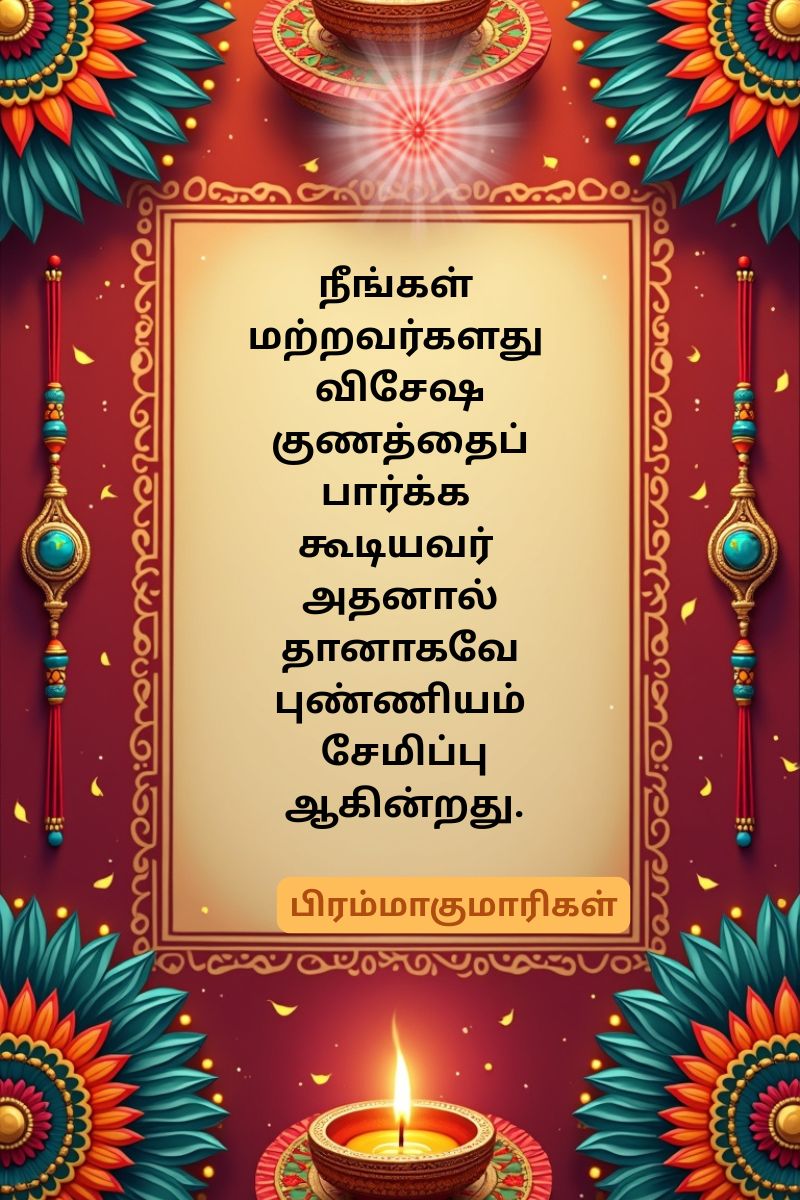 நீங்கள்
மற்றவர்களது
விசேஷ
குணத்தைப்
பார்க்க
கூடியவர்
அதனால்
தானாகவே
புண்ணியம்
சேமிப்பு
ஆகின்றது.
பிரம்மாகுமாரிகள்